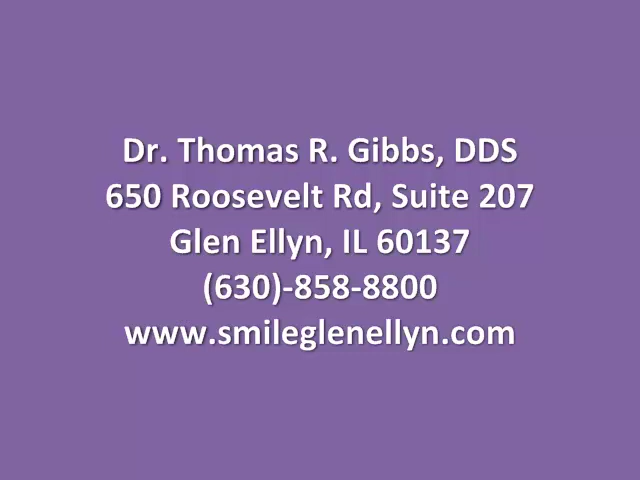 Dr. Thomas R. Gibbs, DDS
650 Roosevelt Rd, Suite 207
Glen Ellyn, IL 60137
(630)-858-8800
www.smileglenellyn.com